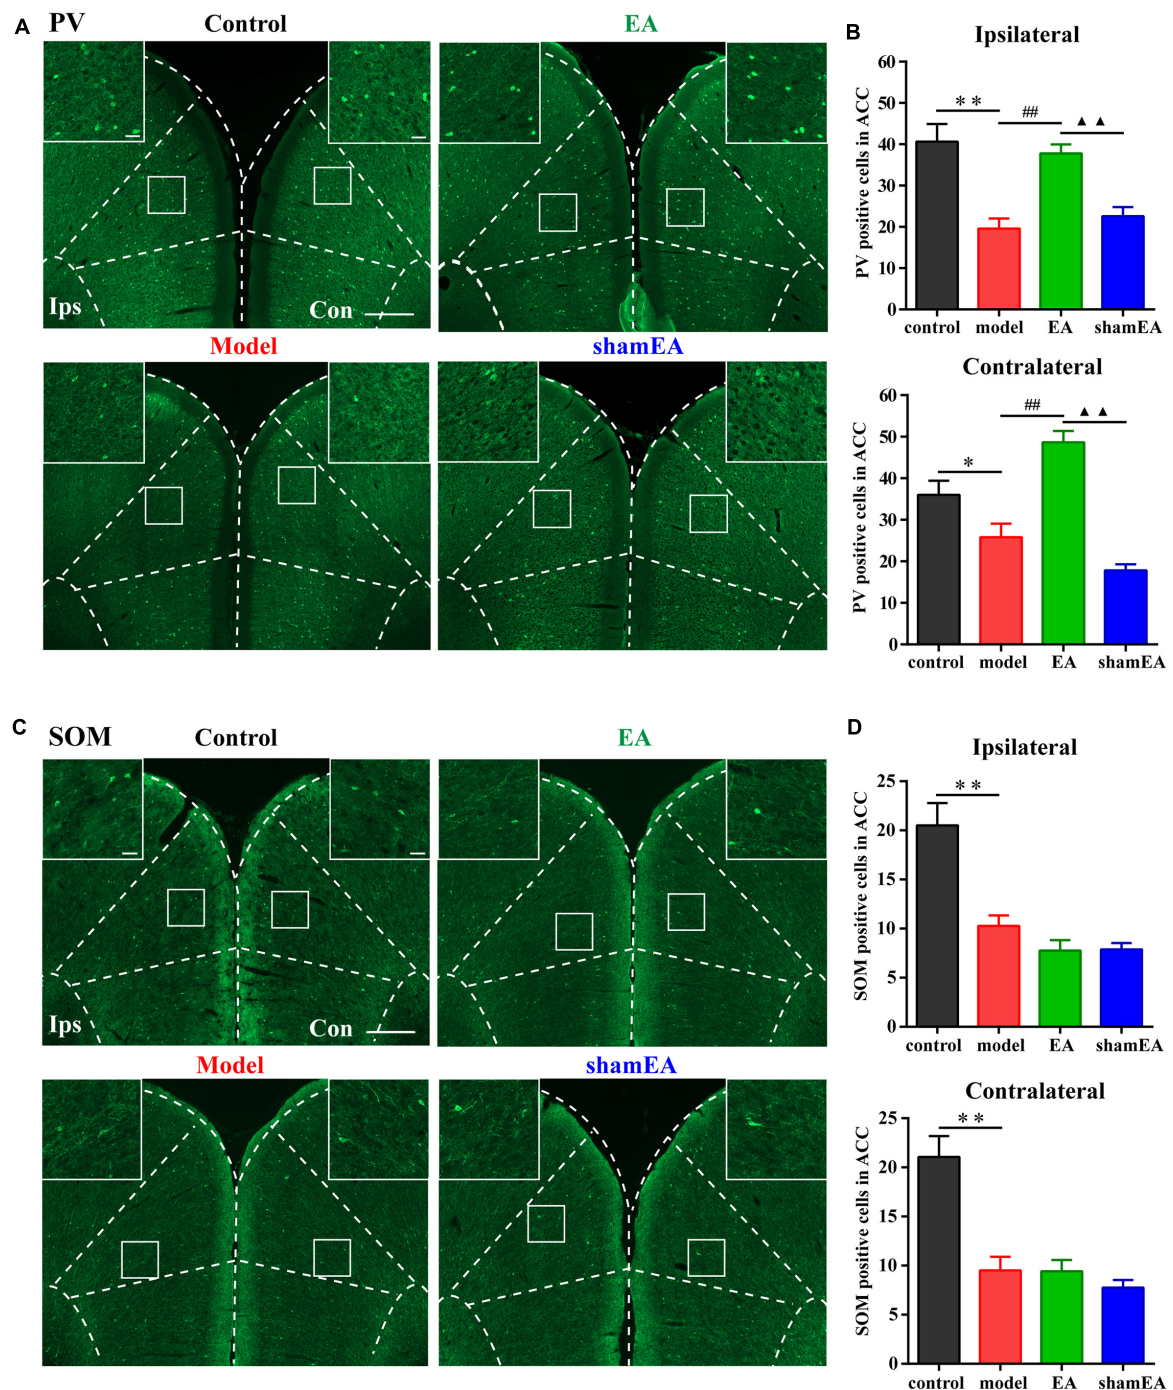 A PV Control EA
Ips Con
Model shamEA
B Ipsilateral
PV positive cells in ACC
60
50
40
30
20
10
0
** ## ▲▲
control model EA shamEA
Contralateral
PV positive cells in ACC
60
50
40
30
20
10
0
* ## ▲▲
control model EA shamEA
C SOM Control EA
Ips Con
Model shamEA
D Ipsilateral
SOM positive cells in ACC
25
20
15
10
5
0
**
control model EA shamEA
Contralateral
SOM positive cells in ACC
25
20
15
10
5
0
**
control model EA shamEA